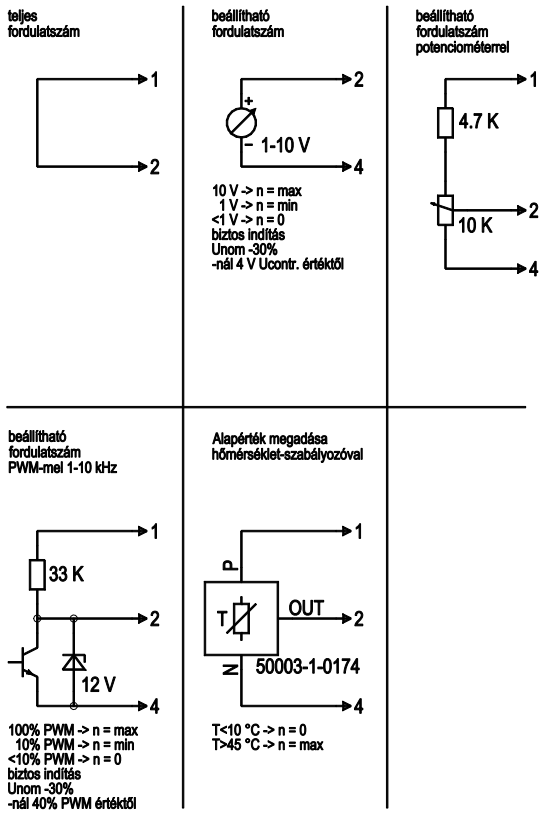 teljes
fordulatszám
1
2
beállítható
fordulatszám
2
+
− 1-10 V
4
10 V -> n = max
1 V -> n = min
<1 V -> n = 0
biztos indítás
Unom -30%
-nál 4 V Ucontr. értéktől
beállítható
fordulatszám
potenciométerrel
1
4.7 K
2
10 K
4
beállítható
fordulatszám
PWM-mel 1-10 kHz
1
33 K
2
12 V
4
100% PWM -> n = max
10% PWM -> n = min
<10% PWM -> n = 0
biztos indítás
Unom -30%
-nál 40% PWM értéktől
Alapérték megadása
hőmérséklet-szabályozóval
1
P
T
OUT
2
N
50003-1-0174
4
T<10 °C -> n = 0
T>45 °C -> n = max